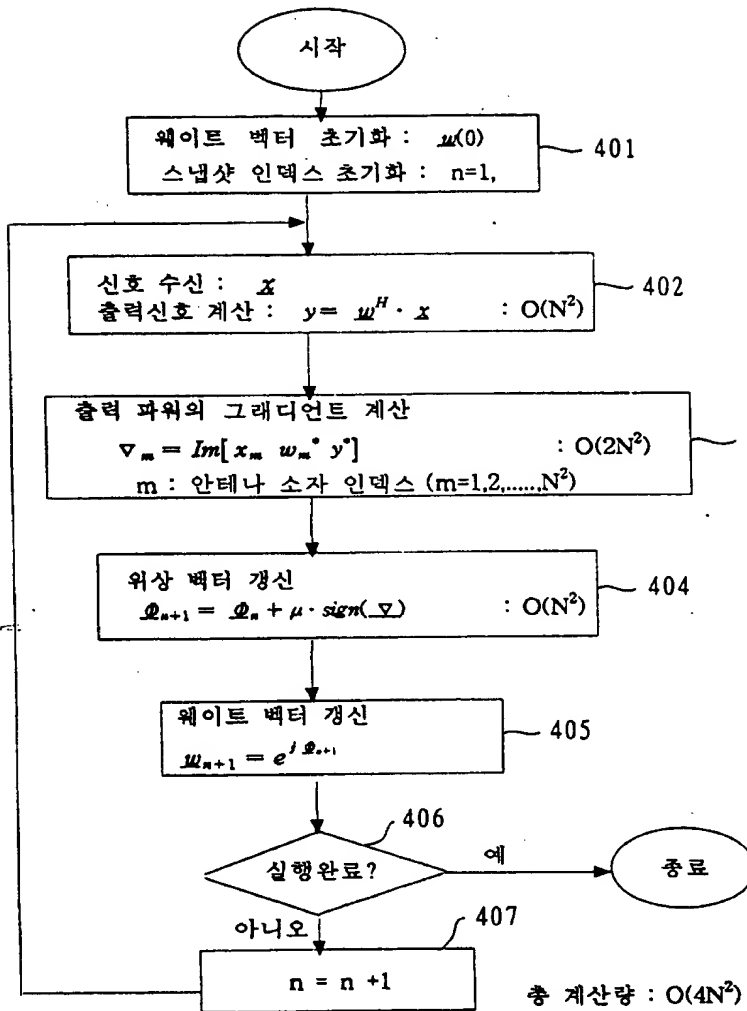 시작
웨이트 벡터 초기화 : w(0)
스냅샷 인덱스 초기화 : n=1,
401
신호 수신 : x
출력신호 계산 : y = w^H · x : O(N²)
402
출력 파워의 그래디언트 계산
∇m = Im[ xm wm* y*] : O(2N²)
m : 안테나 소자 인덱스 (m=1,2,.....,N²)
위상 벡터 갱신
Φn+1 = Φn + μ · sign(∇) : O(N²)
404
웨이트 벡터 갱신
wn+1 = e^jΦn+1
405
406
실행완료?
예
종료
아니오
407
n = n +1
총 계산량 : O(4N²)